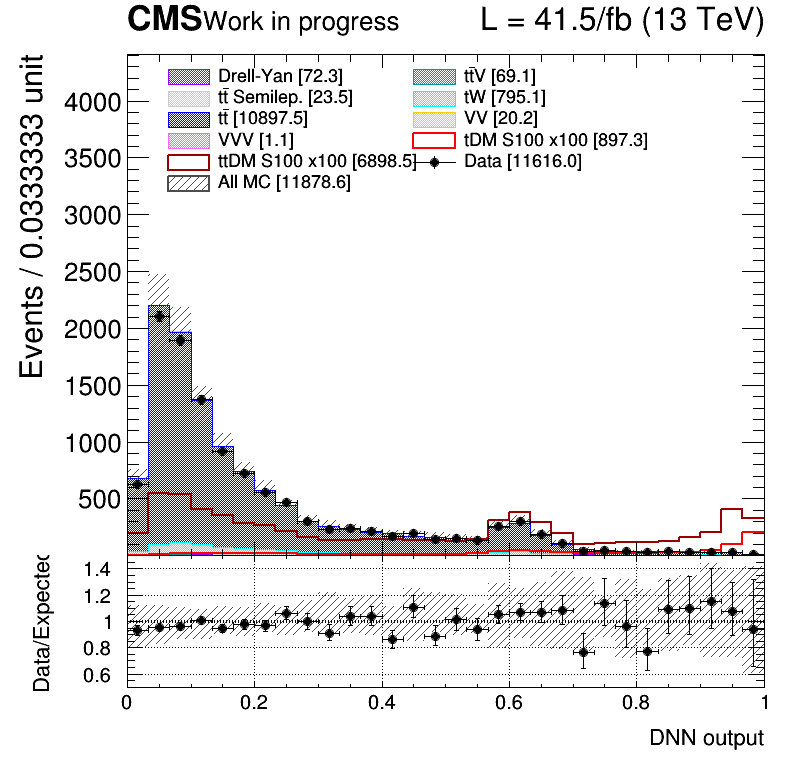 CMS Work in progress L = 41.5/fb (13 TeV)
Events / 0.0333333 unit
4000
3500
3000
2500
2000
1500
1000
500
Drell-Yan [72.3]
tt̄V [69.1]
tt̄ Semilep. [23.5]
tW [795.1]
tt̄ [10897.5]
VV [20.2]
VVV [1.1]
tDM S100 x100 [897.3]
ttDM S100 x100 [6898.5]
Data [11616.0]
All MC [11878.6]
Data/Expected
1.4
1.2
1
0.8
0.6
0 0.2 0.4 0.6 0.8 1
DNN output